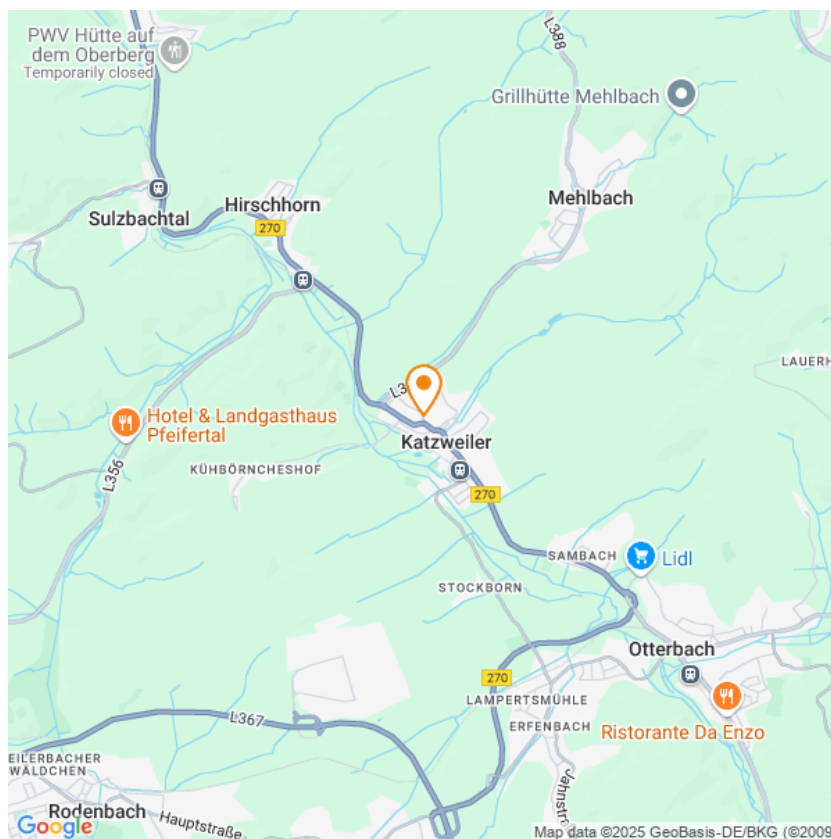 PWV Hütte auf
dem Oberberg
Temporarily closed
L388
Grillhütte Mehlbach
Hirschhorn
Mehlbach
Sulzbachtal
270
LAUERH
Hotel & Landgasthaus
Pfeifertal
Katzweiler
KÜHBÖRNCHESHOF
L356
270
SAMBACH
Lidl
STOCKBORN
Otterbach
270
LAMPERTSMÜHLE
ERFENBACH
L367
Ristorante Da Enzo
EILERBACHER
WÄLDCHEN
Rodenbach
Hauptstraße
Jahnstra
Google
Map data ©2025 GeoBasis-DE/BKG (©2009